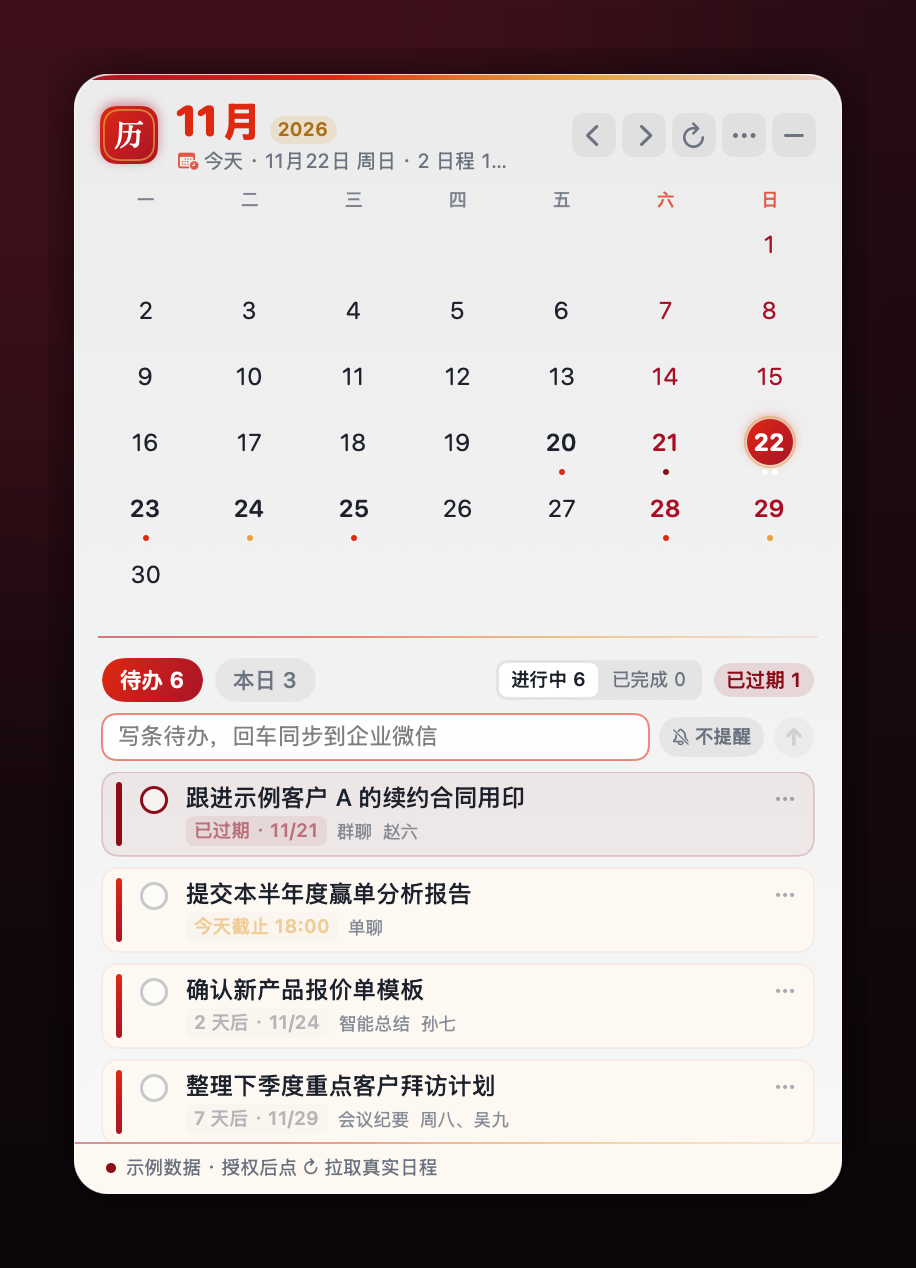 历
11月 2026
今天 · 11月22日 周日 · 2 日程 1...
一 二 三 四 五 六 日
1
2 3 4 5 6 7 8
9 10 11 12 13 14 15
16 17 18 19 20 21 22
23 24 25 26 27 28 29
30
待办 6 本日 3 进行中 6 已完成 0 已过期 1
写条待办，回车同步到企业微信 不提醒
跟进示例客户 A 的续约合同用印
已过期 · 11/21 群聊 赵六
提交本半年度赢单分析报告
今天截止 18:00 单聊
确认新产品报价单模板
2 天后 · 11/24 智能总结 孙七
整理下季度重点客户拜访计划
7 天后 · 11/29 会议纪要 周八、吴九
示例数据 · 授权后点 ↻ 拉取真实日程